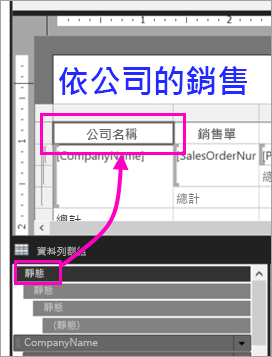 1
2
依公司的銷售
公司名稱 銷售單
[CompanyName] [SalesOrderNur [P
總計
總計
1
資料列群組
靜態
靜態
靜態
(靜態)
CompanyName